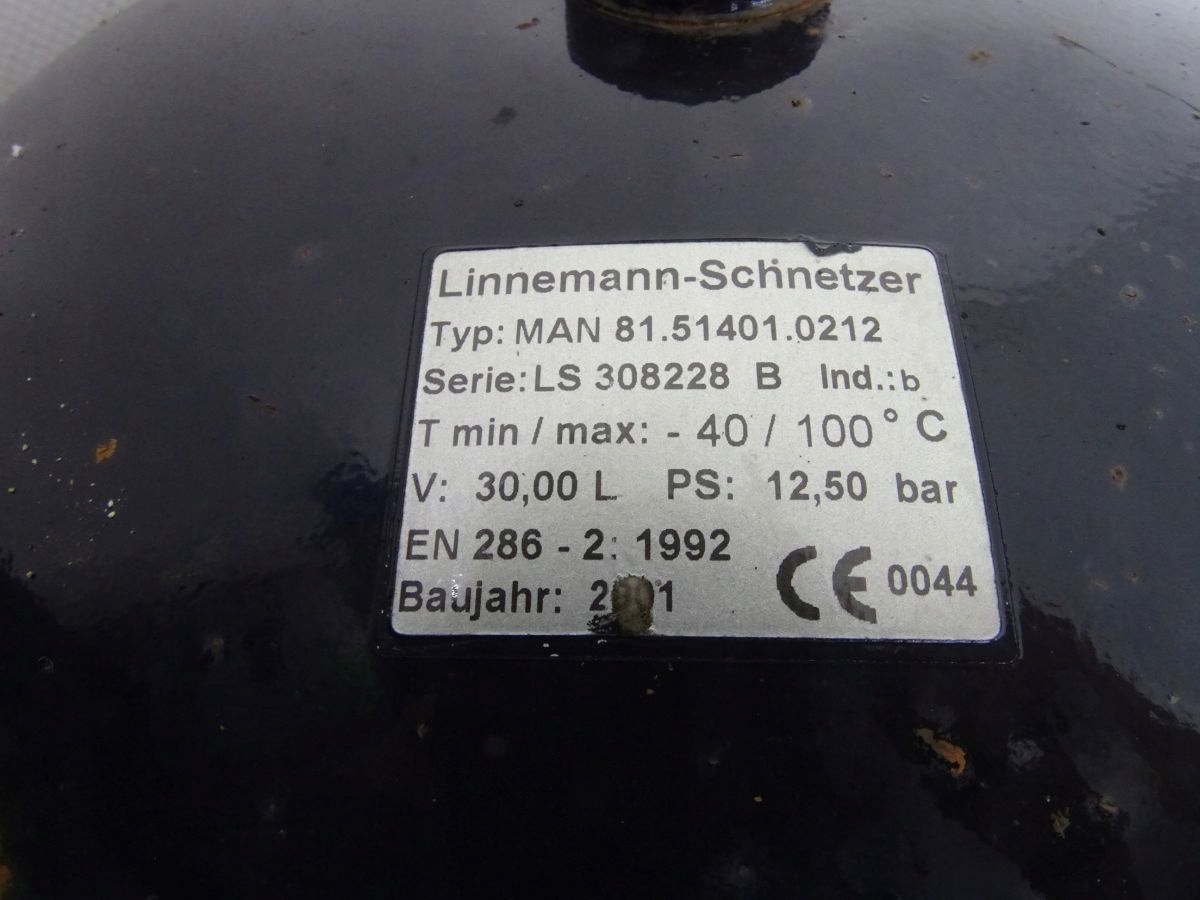 Linnemann-Schnetzer
Typ: MAN 81.51401.0212
Serie: LS 308228 B Ind.: b
T min / max: - 40 / 100 °C
V: 30,00 L PS: 12,50 bar
EN 286 - 2: 1992
Baujahr:
CE 0044